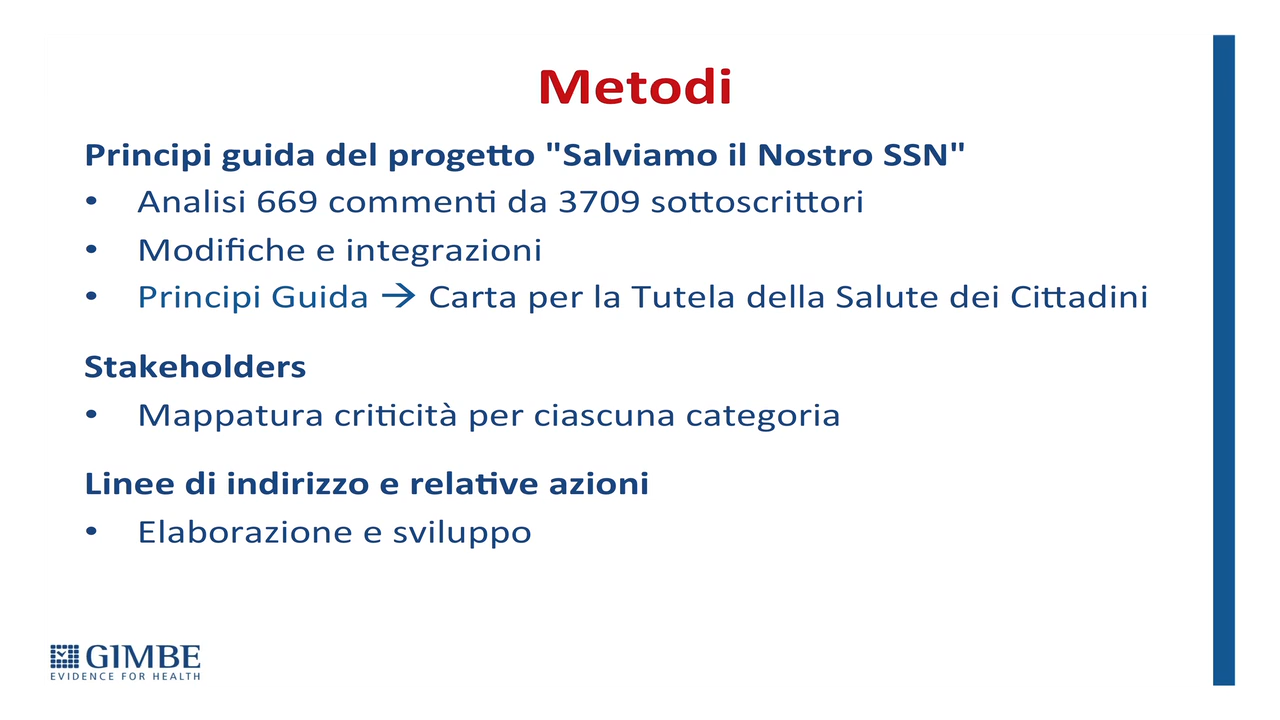 Metodi
Principi guida del progetto "Salviamo il Nostro SSN"
• Analisi 669 commenti da 3709 sottoscrittori
• Modifiche e integrazioni
• Principi Guida → Carta per la Tutela della Salute dei Cittadini
Stakeholders
• Mappatura criticità per ciascuna categoria
Linee di indirizzo e relative azioni
• Elaborazione e sviluppo
GIMBE
EVIDENCE FOR HEALTH